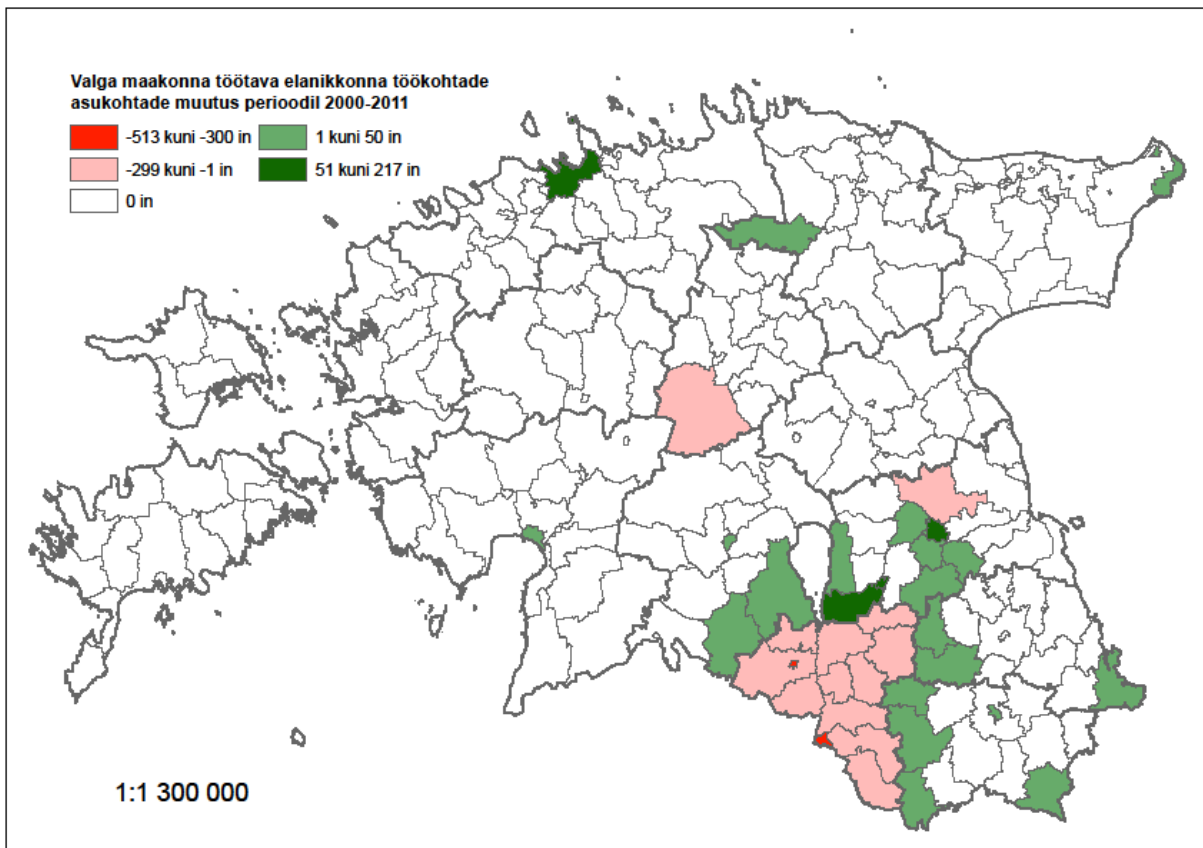 Valga maakonna töötava elanikkonna töökohtade
asukohtade muutus perioodil 2000-2011
-513 kuni -300 in
1 kuni 50 in
-299 kuni -1 in
51 kuni 217 in
0 in
1:1 300 000